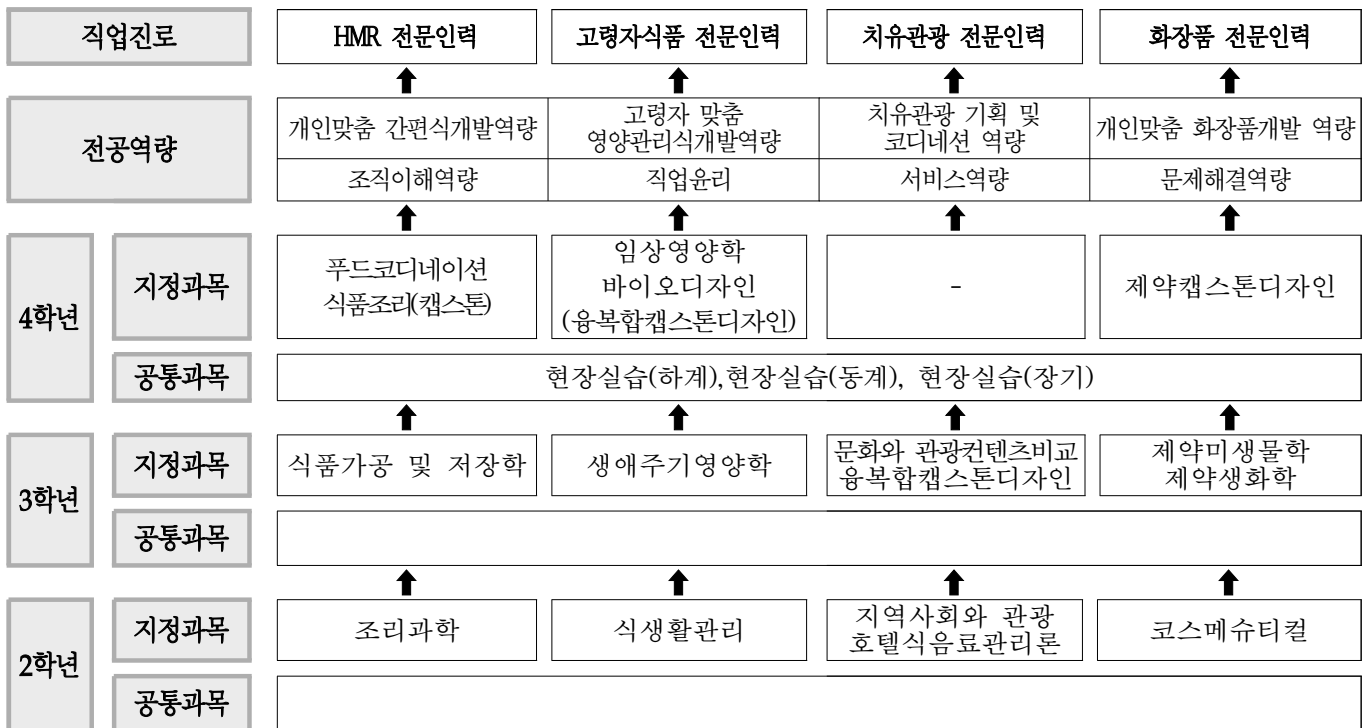 직업진로
HMR 전문인력
고령자식품 전문인력
치유관광 전문인력
화장품 전문인력
전공역량
개인맞춤 간편식개발역량
고령자 맞춤
영양관리식개발역량
치유관광 기획 및
코디네션 역량
개인맞춤 화장품개발 역량
조직이해역량
직업윤리
서비스역량
문제해결역량
4학년
지정과목
푸드코디네이션
식품조리(캡스톤)
임상영양학
바이오디자인
(융복합캡스톤디자인)
-
제약캡스톤디자인
공통과목
현장실습(하계),현장실습(동계), 현장실습(장기)
3학년
지정과목
식품가공 및 저장학
생애주기영양학
문화와 관광컨텐츠비교
융복합캡스톤디자인
제약미생물학
제약생화학
공통과목
2학년
지정과목
조리과학
식생활관리
지역사회와 관광
호텔식음료관리론
코스메슈티컬
공통과목